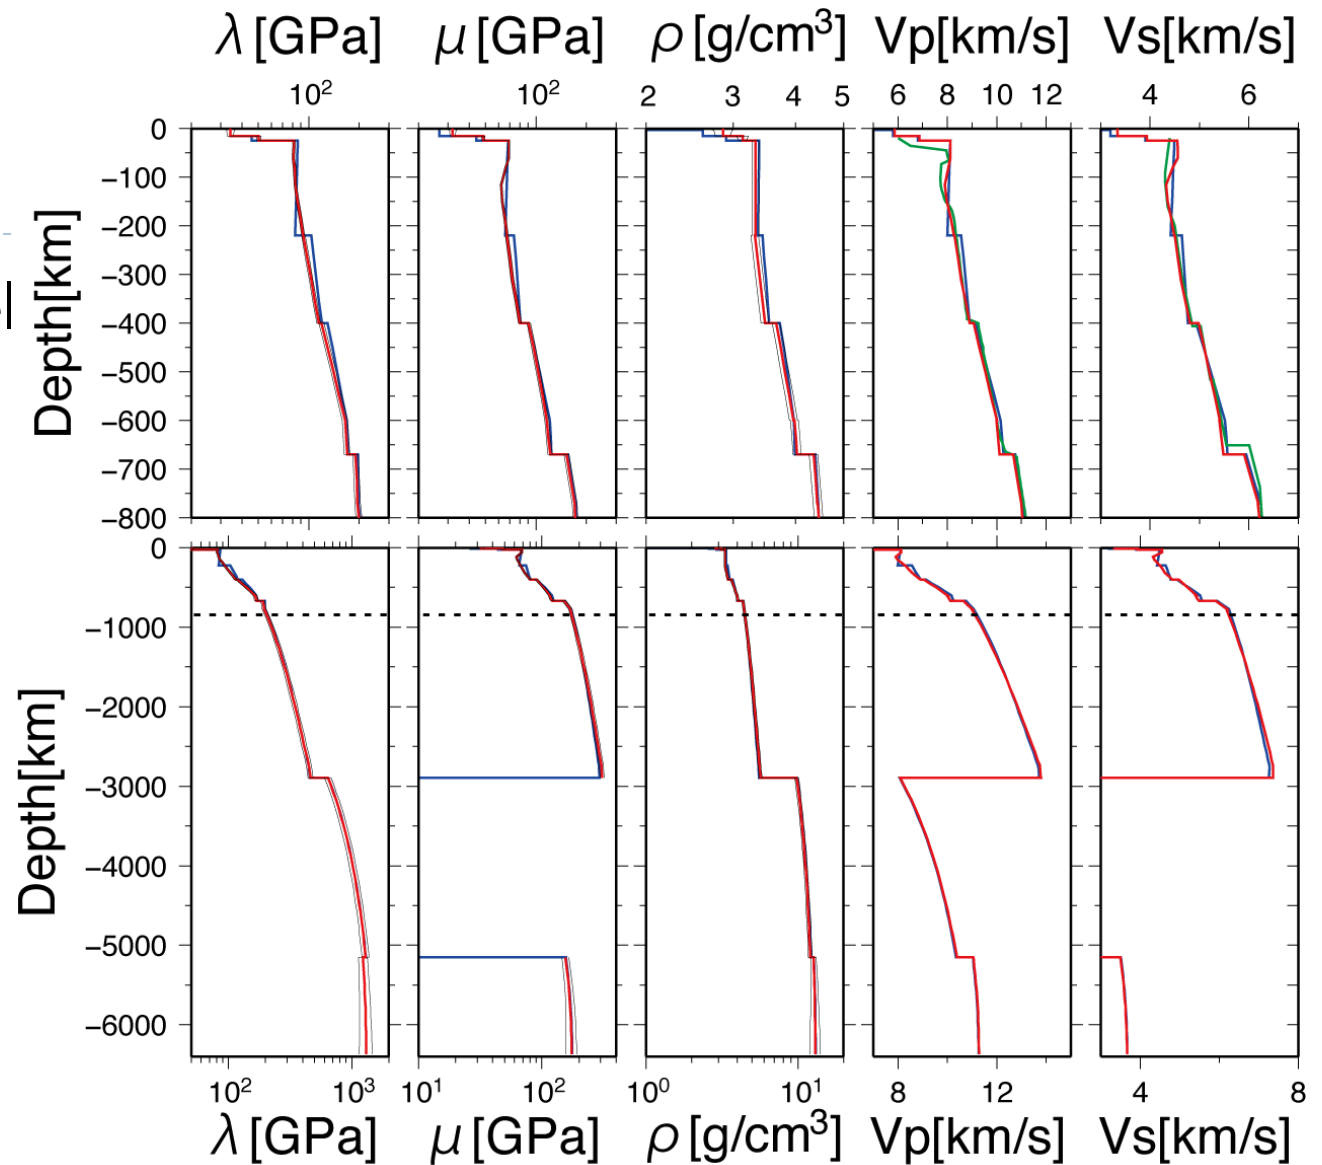 λ [GPa] μ [GPa] ρ [g/cm³] Vp[km/s] Vs[km/s]
10² 10² 2 3 4 5 6 8 10 12 4 6
0
−100
−200
−300
−400
−500
−600
−700
−800
Depth[km]
0
−1000
−2000
−3000
−4000
−5000
−6000
Depth[km]
10² 10³ 10¹ 10² 10⁰ 10¹ 8 12 4 8
λ [GPa] μ [GPa] ρ [g/cm³] Vp[km/s] Vs[km/s]